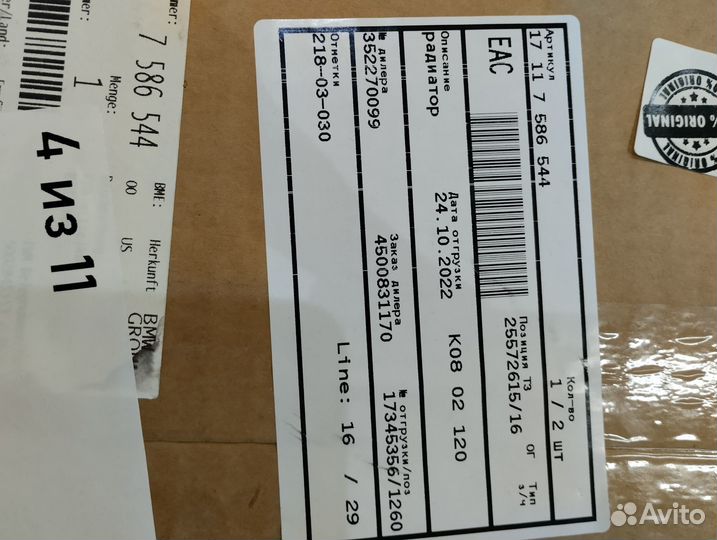 Артикул
17 11 7 586 544
Кол-во
1 / 2 шт
EAC
Позиция ТЗ
25572615/16
ОГ
Тип
з/ч
Описание
радиатор
Дата отгрузки
24.10.2022
K08 02 120
№ дилера
352270099
Заказ дилера
4500831170
№ отгрузки/поз
17345356/1260
Отметки
218--03-030
Line: 16 / 29
7 586 544
Menge:
1
BME:
00
Herkunft
US
BMW
GRO
4 из 11
% ORIGINAL
Avito